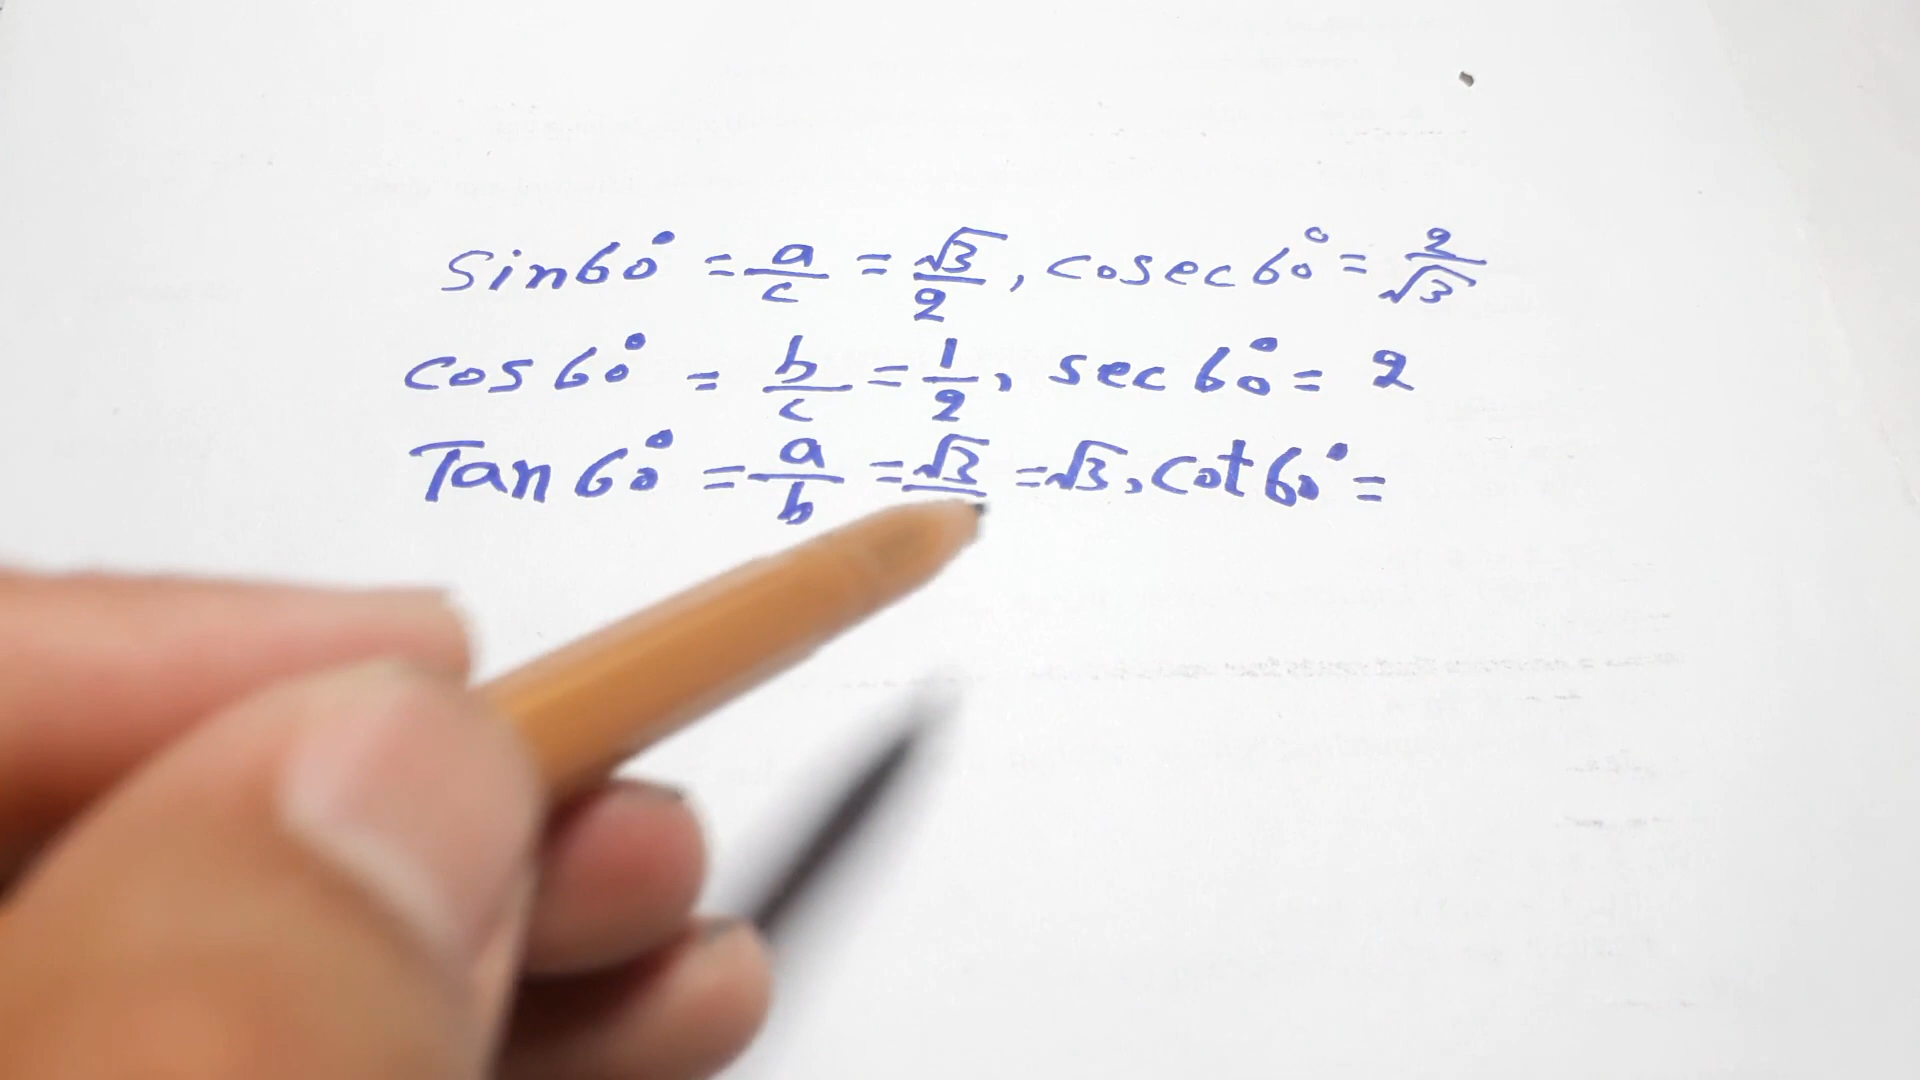 Sin60° = a/c = √3/2, cosec60° = 2/√3
cos60° = b/c = 1/2, sec60° = 2
Tan60° = a/b = √3/ = √3, cot60° =